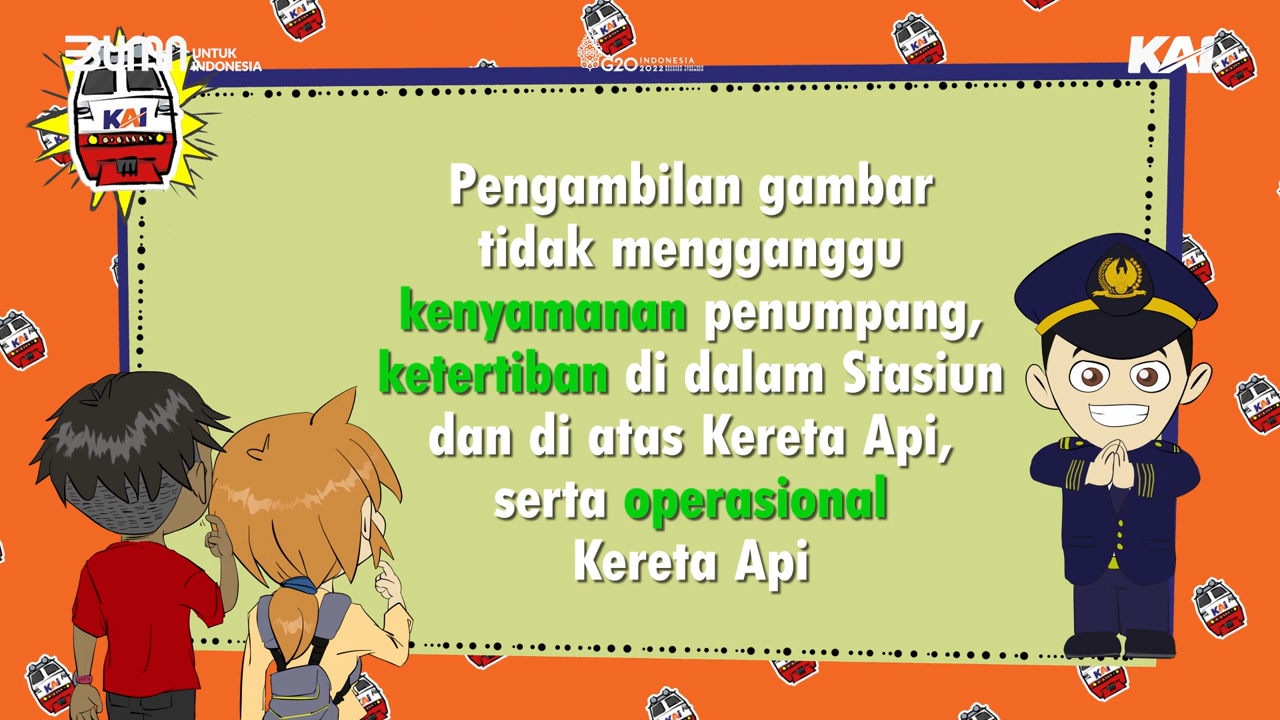 BUMN UNTUK
INDONESIA
G20 INDONESIA
2022
KAI
KAI
Pengambilan gambar
tidak mengganggu
kenyamanan penumpang,
ketertiban di dalam Stasiun
dan di atas Kereta Api,
serta operasional
Kereta Api